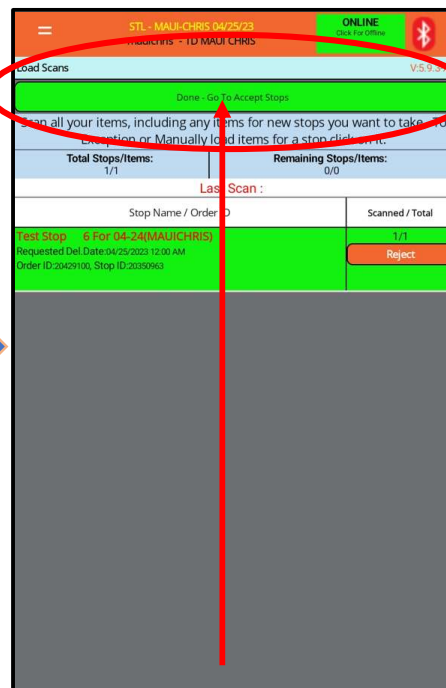 STL - MAUI-CHRIS 04/25/23
mauichris - TD MAUI CHRIS
ONLINE
Click For Offline
Load Scans
V:5.9.3
Done - Go To Accept Stops
Scan all your items, including any items for new stops you want to take. To
Exception or Manually load items for a stop click on it.
Total Stops/Items:
1/1
Remaining Stops/Items:
0/0
Last Scan :
Stop Name / Order ID
Scanned / Total
Test Stop 6 For 04-24(MAUICHRIS)
Requested Del.Date:04/25/2023 12:00 AM
Order ID:20429100, Stop ID:20350963
1/1
Reject